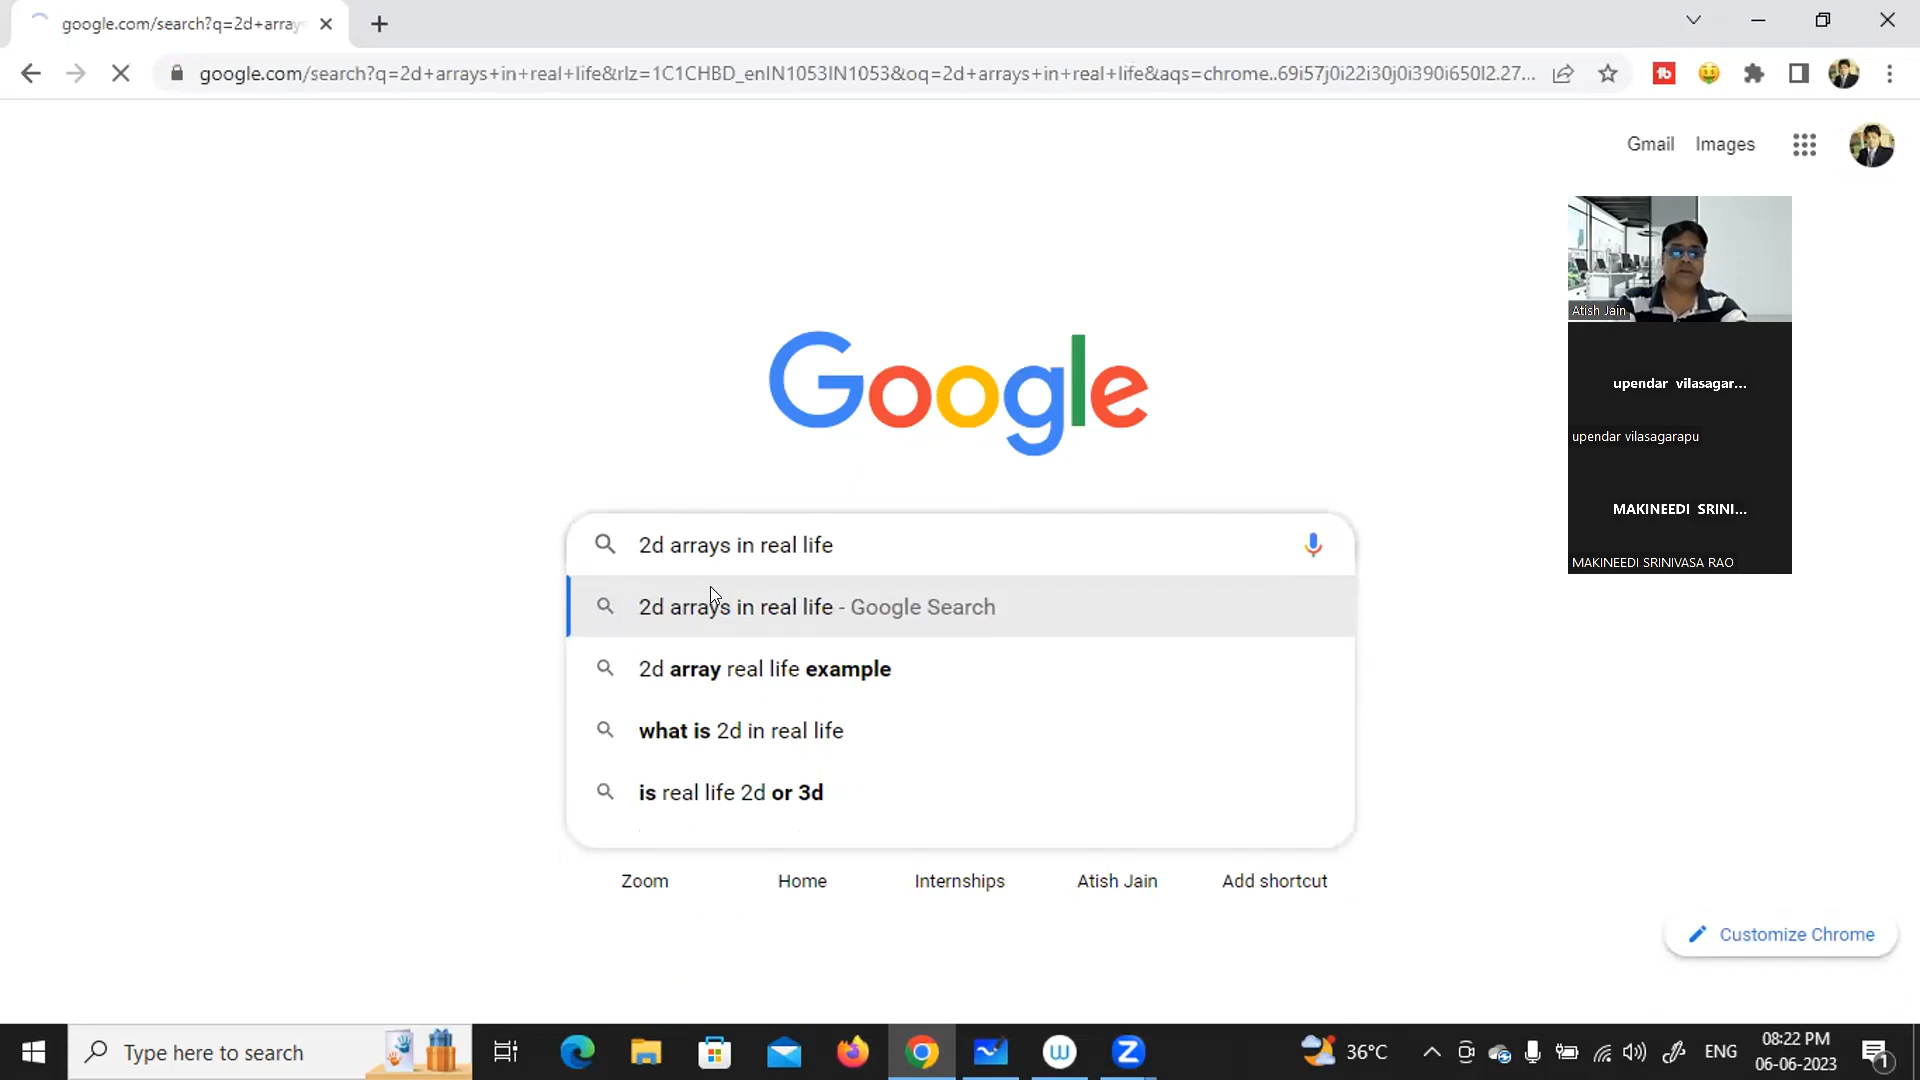 google.com/search?q=2d+array
google.com/search?q=2d+arrays+in+real+life&rlz=1C1CHBD_enIN1053IN1053&oq=2d+arrays+in+real+life&aqs=chrome..69i57j0i22i30j0i390i650l2.27...
Gmail
Images
Google
Atish Jain
upendar vilasagar...
upendar vilasagarapu
MAKINEEDI SRINI...
MAKINEEDI SRINIVASA RAO
2d arrays in real life
2d arrays in real life - Google Search
2d array real life example
what is 2d in real life
is real life 2d or 3d
Zoom
Home
Internships
Atish Jain
Add shortcut
Customize Chrome
Type here to search
36°C
ENG
08:22 PM
06-06-2023
1